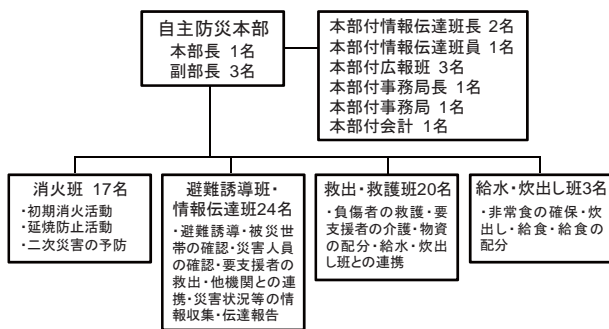 自主防災本部
本部長 1名
副部長 3名
本部付情報伝達班長 2名
本部付情報伝達班員 1名
本部付広報班 3名
本部付事務局長 1名
本部付事務局 1名
本部付会計 1名
消火班 17名
・初期消火活動
・延焼防止活動
・二次災害の予防
避難誘導班・
情報伝達班24名
・避難誘導・被災世
帯の確認・災害人員
の確認・要支援者の
救出・他機関との連
携・災害状況等の情
報収集・伝達報告
救出・救護班20名
・負傷者の救護・要
支援者の介護・物資
の配分・給水・炊出
し班との連携
給水・炊出し班3名
・非常食の確保・炊
出し・給食・給食の
配分